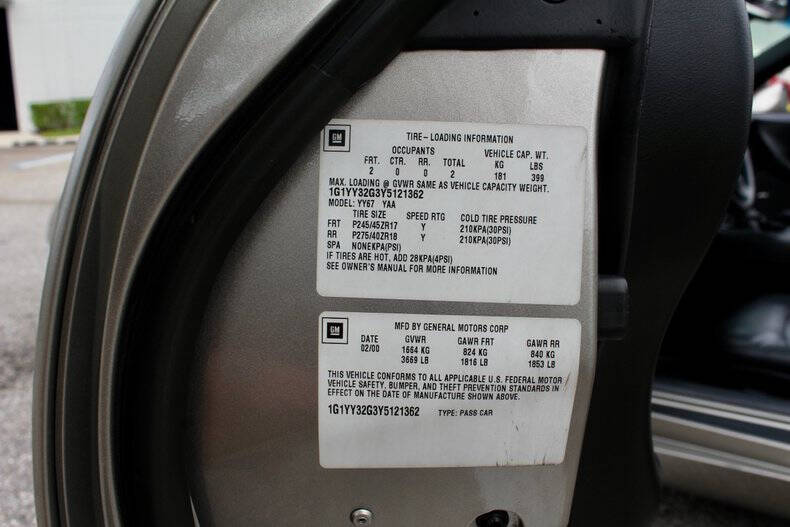 GM
TIRE-LOADING INFORMATION
OCCUPANTS VEHICLE CAP. WT.
FRT. CTR. RR. TOTAL KG LBS
2 0 0 2 181 399
MAX. LOADING @ GVWR SAME AS VEHICLE CAPACITY WEIGHT.
1G1YY32G3Y5121362
MODEL: YY67 YAA
TIRE SIZE SPEED RTG COLD TIRE PRESSURE
FRT P245/45ZR17 Y 210KPA(30PSI)
RR P275/40ZR18 Y 210KPA(30PSI)
SPA NONEKPA(PSI)
IF TIRES ARE HOT, ADD 28KPA(4PSI)
SEE OWNER'S MANUAL FOR MORE INFORMATION
GM
MFD BY GENERAL MOTORS CORP
DATE GVWR GAWR FRT GAWR RR
02/00 1664 KG 824 KG 840 KG
3669 LB 1816 LB 1853 LB
THIS VEHICLE CONFORMS TO ALL APPLICABLE U.S. FEDERAL MOTOR
VEHICLE SAFETY, BUMPER, AND THEFT PREVENTION STANDARDS IN
EFFECT ON THE DATE OF MANUFACTURE SHOWN ABOVE.
1G1YY32G3Y5121362 TYPE: PASS CAR